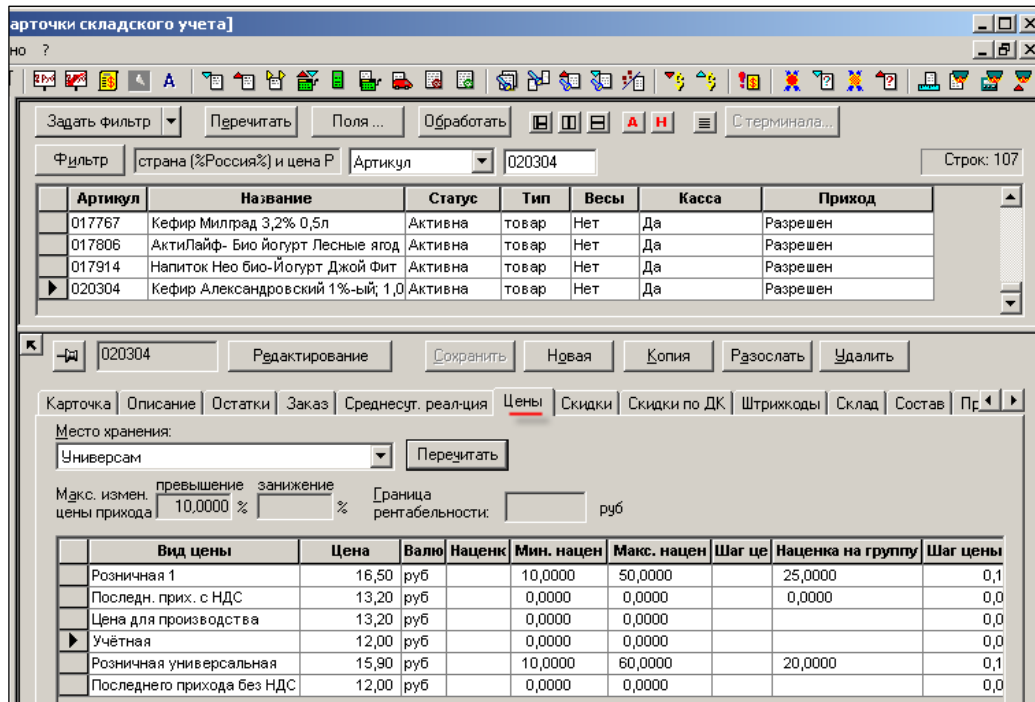 арточки складского учета]
но ?
Задать фильтр Перечитать Поля ... Обработать А Н С терминала...
Фильтр страна (%Россия%) и цена Р Артикул 020304 Строк: 107
Артикул Название Статус Тип Весы Касса Приход
017767 Кефир Милград 3,2% 0,5л Активна товар Нет Да Разрешен
017806 АктиЛайф- Био йогурт Лесные ягод Активна товар Нет Да Разрешен
017914 Напиток Нео био-Йогурт Джой Фит Активна товар Нет Да Разрешен
020304 Кефир Александровский 1%-ый; 1,0 Активна товар Нет Да Разрешен
020304 Редактирование Сохранить Новая Копия Разослать Удалить
Карточка Описание Остатки Заказ Среднесут. реал-ция Цены Скидки Скидки по ДК Штрихкоды Склад Состав Пр
Место хранения:
Универсам Перечитать
Макс. измен. превышение занижение Граница
цены прихода 10,0000 % % рентабельности: руб
Вид цены Цена Валю Наценк Мин. нацен Макс. нацен Шаг це Наценка на группу Шаг цены
Розничная 1 16,50 руб 10,0000 50,0000 25,0000 0,1
Последн. прих. с НДС 13,20 руб 0,0000 0,0000 0,0000 0,0
Цена для производства 13,20 руб 0,0000 0,0000 0,0
Учётная 12,00 руб 0,0000 0,0000 0,0
Розничная универсальная 15,90 руб 10,0000 60,0000 20,0000 0,1
Последнего прихода без НДС 12,00 руб 0,0000 0,0000 0,0